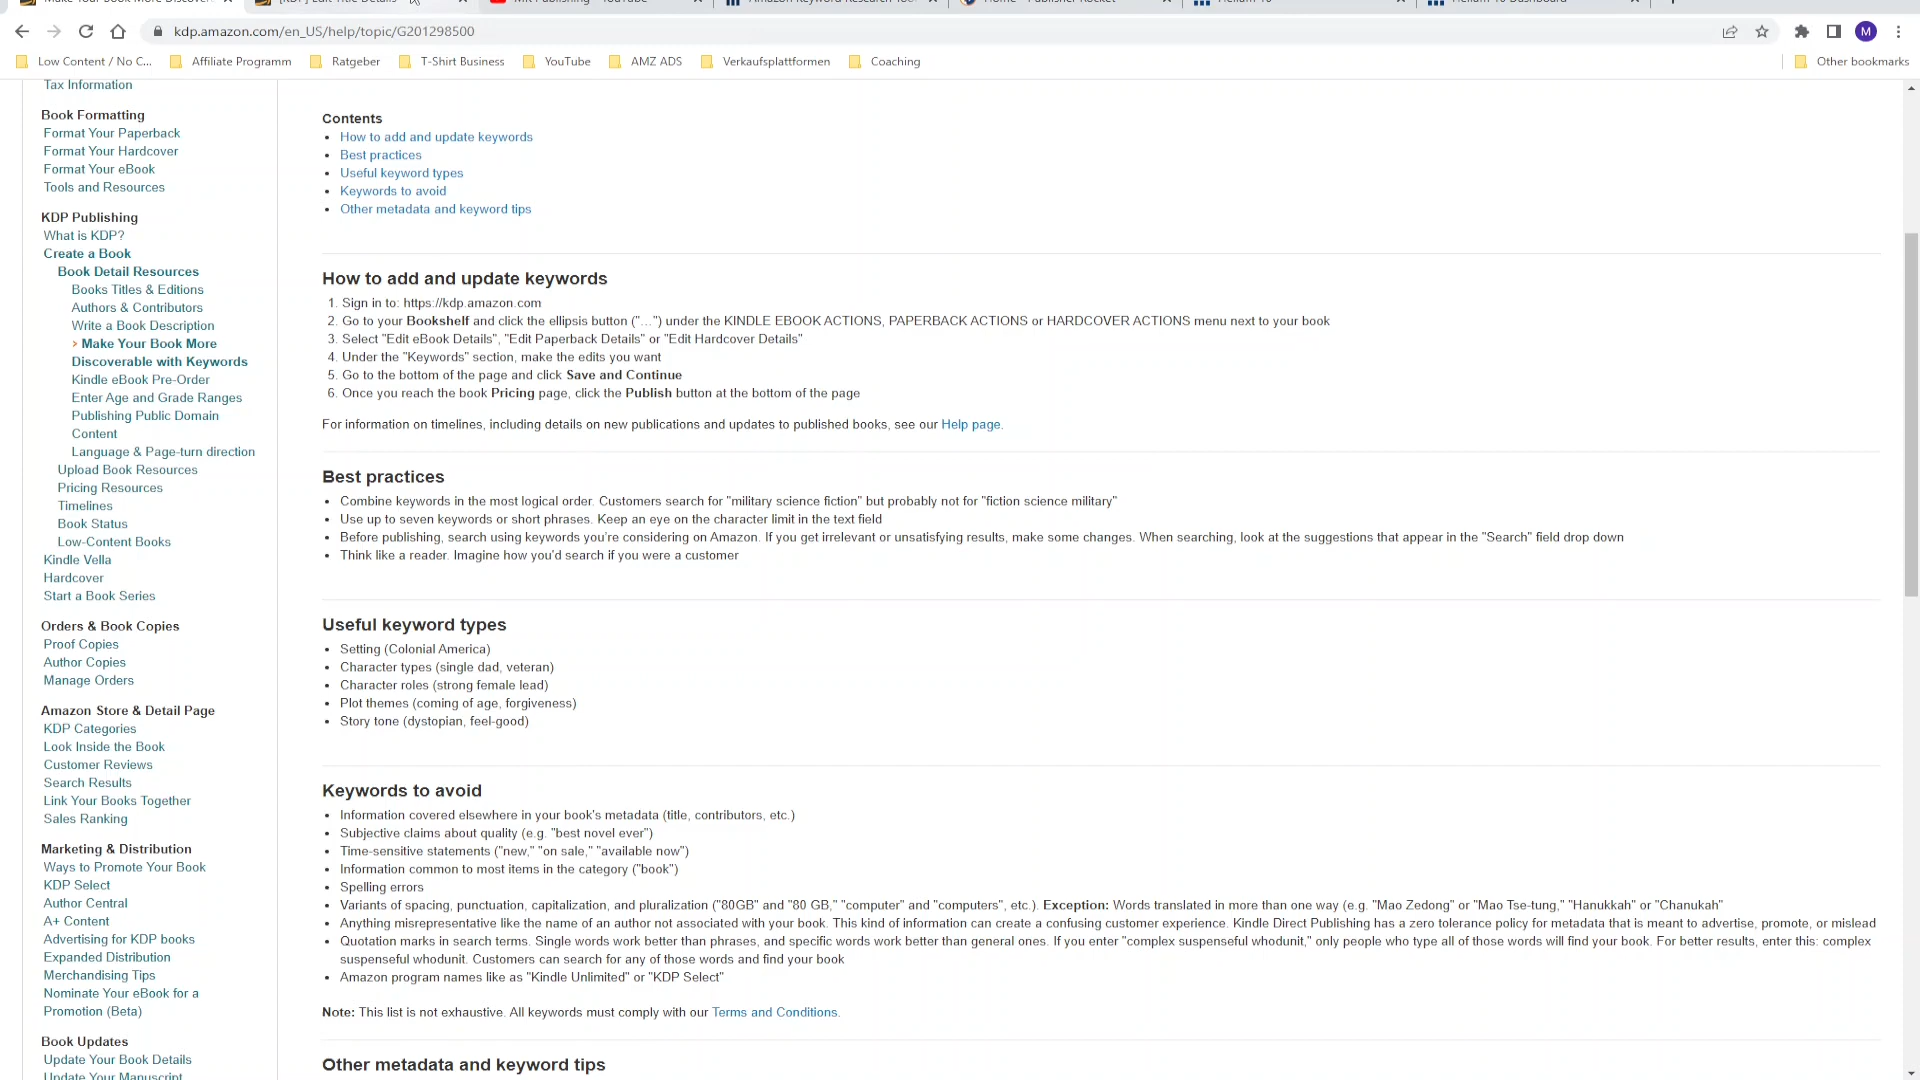 Make Your Book More Discover
[KDP] Edit Title Details
YouTube
Amazon Keyword Research
Home - Publisher Rocket
Helium 10
Helium 10 Dashboard
kdp.amazon.com/en_US/help/topic/G201298500
M
Low Content / No C...
Affiliate Programm
Ratgeber
T-Shirt Business
YouTube
AMZ ADS
Verkaufsplattformen
Coaching
Other bookmarks
Tax Information
Book Formatting
Format Your Paperback
Format Your Hardcover
Format Your eBook
Tools and Resources
KDP Publishing
What is KDP?
Create a Book
Book Detail Resources
Books Titles & Editions
Authors & Contributors
Write a Book Description
› Make Your Book More
Discoverable with Keywords
Kindle eBook Pre-Order
Enter Age and Grade Ranges
Publishing Public Domain
Content
Language & Page-turn direction
Upload Book Resources
Pricing Resources
Timelines
Book Status
Low-Content Books
Kindle Vella
Hardcover
Start a Book Series
Orders & Book Copies
Proof Copies
Author Copies
Manage Orders
Amazon Store & Detail Page
KDP Categories
Look Inside the Book
Customer Reviews
Search Results
Link Your Books Together
Sales Ranking
Marketing & Distribution
Ways to Promote Your Book
KDP Select
Author Central
A+ Content
Advertising for KDP books
Expanded Distribution
Merchandising Tips
Nominate Your eBook for a
Promotion (Beta)
Book Updates
Update Your Book Details
Update Your Manuscript
Contents
• How to add and update keywords
• Best practices
• Useful keyword types
• Keywords to avoid
• Other metadata and keyword tips
How to add and update keywords
1. Sign in to: https://kdp.amazon.com
2. Go to your Bookshelf and click the ellipsis button ("…") under the KINDLE EBOOK ACTIONS, PAPERBACK ACTIONS or HARDCOVER ACTIONS menu next to your book
3. Select "Edit eBook Details", "Edit Paperback Details" or "Edit Hardcover Details"
4. Under the "Keywords" section, make the edits you want
5. Go to the bottom of the page and click Save and Continue
6. Once you reach the book Pricing page, click the Publish button at the bottom of the page
For information on timelines, including details on new publications and updates to published books, see our Help page.
Best practices
• Combine keywords in the most logical order. Customers search for "military science fiction" but probably not for "fiction science military"
• Use up to seven keywords or short phrases. Keep an eye on the character limit in the text field
• Before publishing, search using keywords you're considering on Amazon. If you get irrelevant or unsatisfying results, make some changes. When searching, look at the suggestions that appear in the "Search" field drop down
• Think like a reader. Imagine how you'd search if you were a customer
Useful keyword types
• Setting (Colonial America)
• Character types (single dad, veteran)
• Character roles (strong female lead)
• Plot themes (coming of age, forgiveness)
• Story tone (dystopian, feel-good)
Keywords to avoid
• Information covered elsewhere in your book's metadata (title, contributors, etc.)
• Subjective claims about quality (e.g. "best novel ever")
• Time-sensitive statements ("new," "on sale," "available now")
• Information common to most items in the category ("book")
• Spelling errors
• Variants of spacing, punctuation, capitalization, and pluralization ("80GB" and "80 GB," "computer" and "computers", etc.). Exception: Words translated in more than one way (e.g. "Mao Zedong" or "Mao Tse-tung," "Hanukkah" or "Chanukah"
• Anything misrepresentative like the name of an author not associated with your book. This kind of information can create a confusing customer experience. Kindle Direct Publishing has a zero tolerance policy for metadata that is meant to advertise, promote, or mislead
• Quotation marks in search terms. Single words work better than phrases, and specific words work better than general ones. If you enter "complex suspenseful whodunit," only people who type all of those words will find your book. For better results, enter this: complex
suspenseful whodunit. Customers can search for any of those words and find your book
• Amazon program names like as "Kindle Unlimited" or "KDP Select"
Note: This list is not exhaustive. All keywords must comply with our Terms and Conditions.
Other metadata and keyword tips